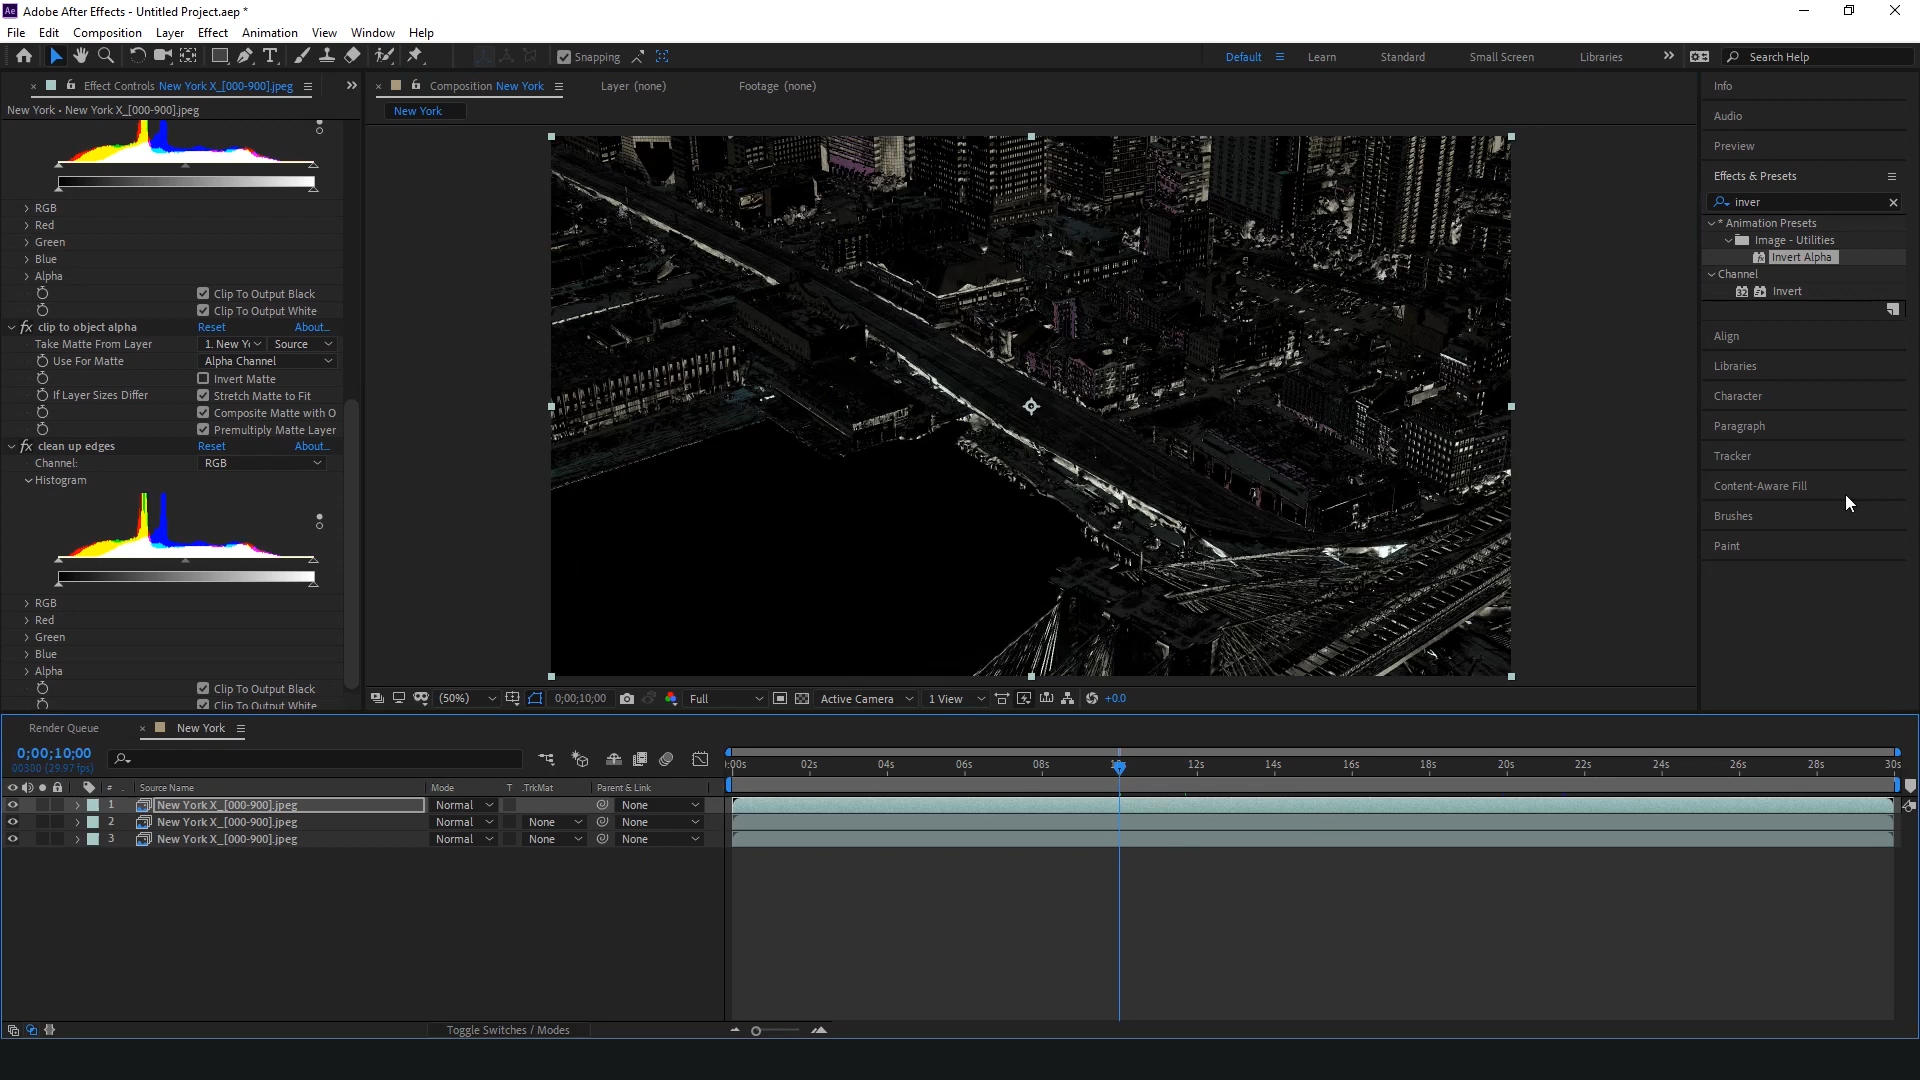 Ae Adobe After Effects - Untitled Project.aep *
File Edit Composition Layer Effect Animation Window View Help
Snapping
Default Learn Standard Small Screen Libraries Search Help
Effect Controls New York X_[000-900].jpeg
Composition New York
Layer (none)
Footage (none)
New York • New York X_[000-900].jpeg
New York
RGB
Red
Green
Blue
Alpha
Clip To Output Black
Clip To Output White
fx clip to object alpha Reset About...
Take Matte From Layer 1. New Y Source
Use For Matte Alpha Channel
Invert Matte
If Layer Sizes Differ Stretch Matte to Fit
Composite Matte with O
Premultiply Matte Layer
fx clean up edges Reset About...
Channel: RGB
Histogram
RGB
Red
Green
Blue
Alpha
Clip To Output Black
Clip To Output White
(50%) 0;00;10;00 Full Active Camera 1 View +0.0
Info
Audio
Preview
Effects & Presets
inver
* Animation Presets
Image - Utilities
Invert Alpha
Channel
32 Invert
Align
Libraries
Character
Paragraph
Tracker
Content-Aware Fill
Brushes
Paint
Render Queue New York
0;00;10;00
00300 (29.97 fps)
:00s 02s 04s 06s 08s 12s 14s 16s 18s 20s 22s 24s 26s 28s 30s
# Source Name Mode T .TrkMat Parent & Link
1 New York X_[000-900].jpeg Normal None
2 New York X_[000-900].jpeg Normal None None
3 New York X_[000-900].jpeg Normal None None
Toggle Switches / Modes